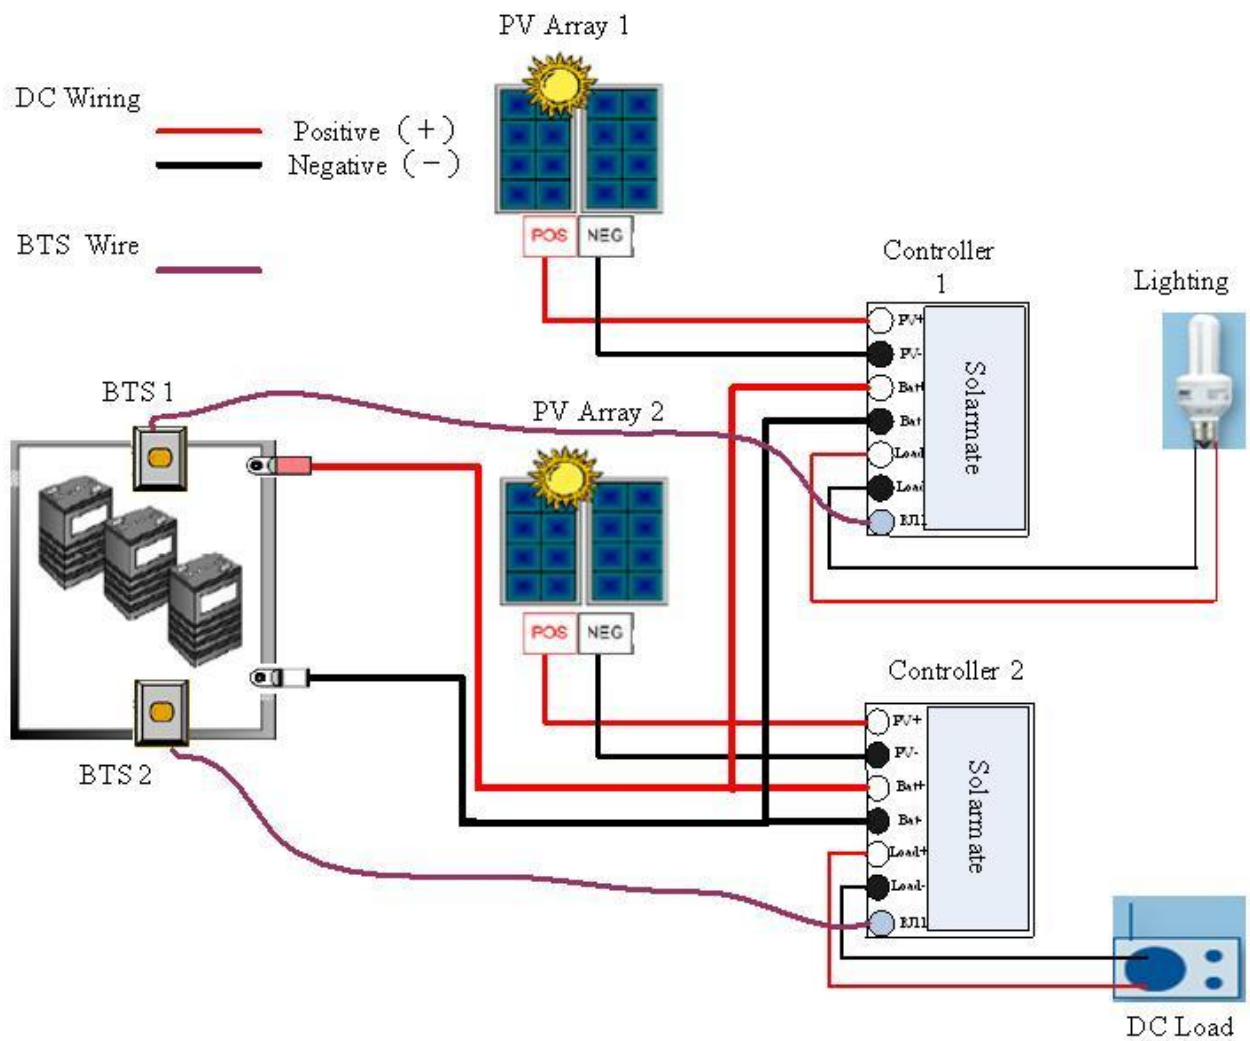 PV Array 1
DC Wiring
Positive (+)
Negative (-)
BTS Wire
POS
NEG
Controller
1
Lighting
PV+
PV-
Bat+
Bat
Load
Load
RJ11
Solarmate
BTS 1
PV Array 2
POS
NEG
Controller 2
PV+
PV-
Bat+
Bat+
Load+
Load-
RJ11
Solarmate
BTS 2
DC Load